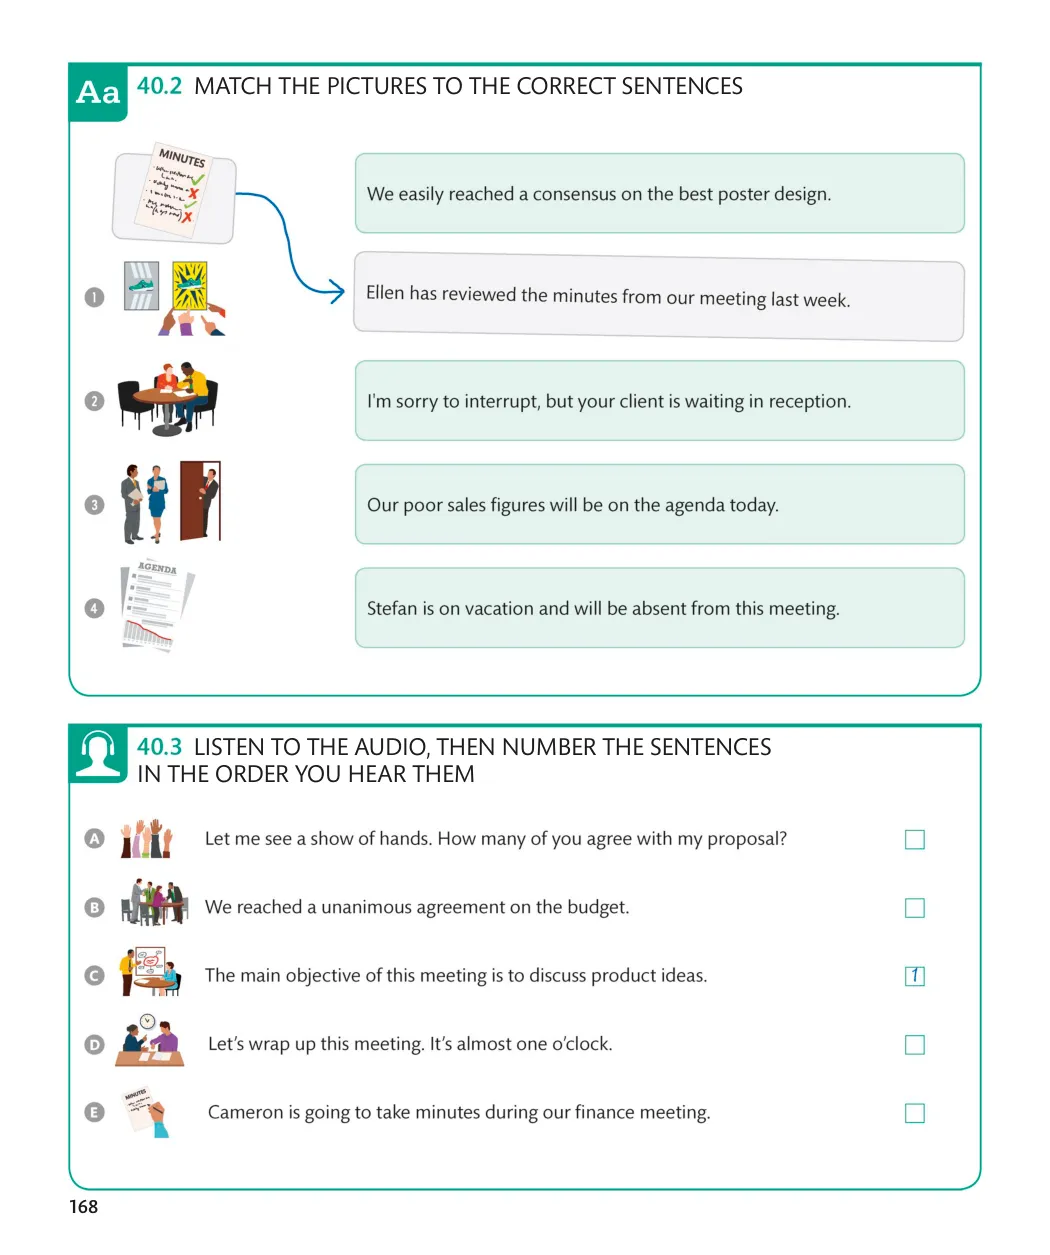 Aa
40.2 MATCH THE PICTURES TO THE CORRECT SENTENCES
MINUTES
We easily reached a consensus on the best poster design.
1
Ellen has reviewed the minutes from our meeting last week.
2
I'm sorry to interrupt, but your client is waiting in reception.
3
Our poor sales figures will be on the agenda today.
AGENDA
4
Stefan is on vacation and will be absent from this meeting.
40.3 LISTEN TO THE AUDIO, THEN NUMBER THE SENTENCES
IN THE ORDER YOU HEAR THEM
A Let me see a show of hands. How many of you agree with my proposal?
B We reached a unanimous agreement on the budget.
C The main objective of this meeting is to discuss product ideas. 1
D Let’s wrap up this meeting. It’s almost one o’clock.
MINUTES
E Cameron is going to take minutes during our finance meeting.
168